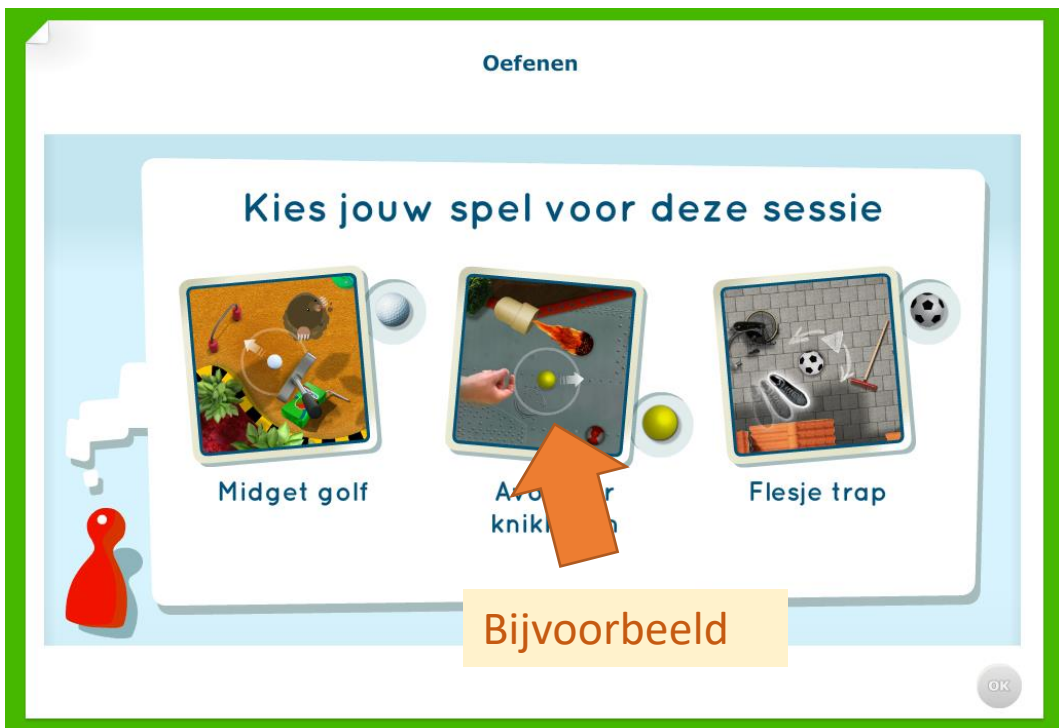 Oefenen
Kies jouw spel voor deze sessie
Midget golf
Flesje trap
Bijvoorbeeld
OK